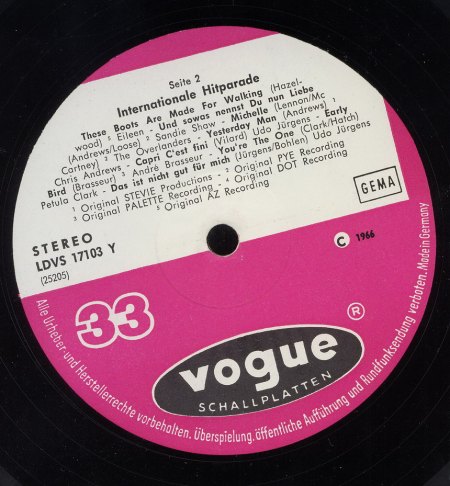 Seite 2
Internationale Hitparade
These Boots Are Made For Walking (Hazel-
wood) ¹ Eileen - Und sowas nennst Du nun Liebe
(Andrews/Loose) ² Sandie Shaw - Michelle (Lennon/Mc
Cartney) ² The Overlanders - Yesterday Man (Andrews) ¹
Chris Andrews - Capri C'est fini (Vilard) Udo Jürgens - Early
Bird (Brasseur) ³ André Brasseur - You're The One (Clark/Hatch)
Petula Clark - Das ist nicht gut für mich (Jürgens/Bohlen) Udo Jürgens
¹ Original STEVIE Productions - ² Original PYE Recording
³ Original PALETTE Recording - Original DOT Recording
Original AZ Recording
GEMA
STEREO
LDVS 17103 Y
(25205)
C 1966
33
®
vogue
SCHALLPLATTEN
Alle Urheber- und Herstellerrechte vorbehalten. Überspielung, öffentliche Aufführung und Rundfunksendung verboten. Made in Germany